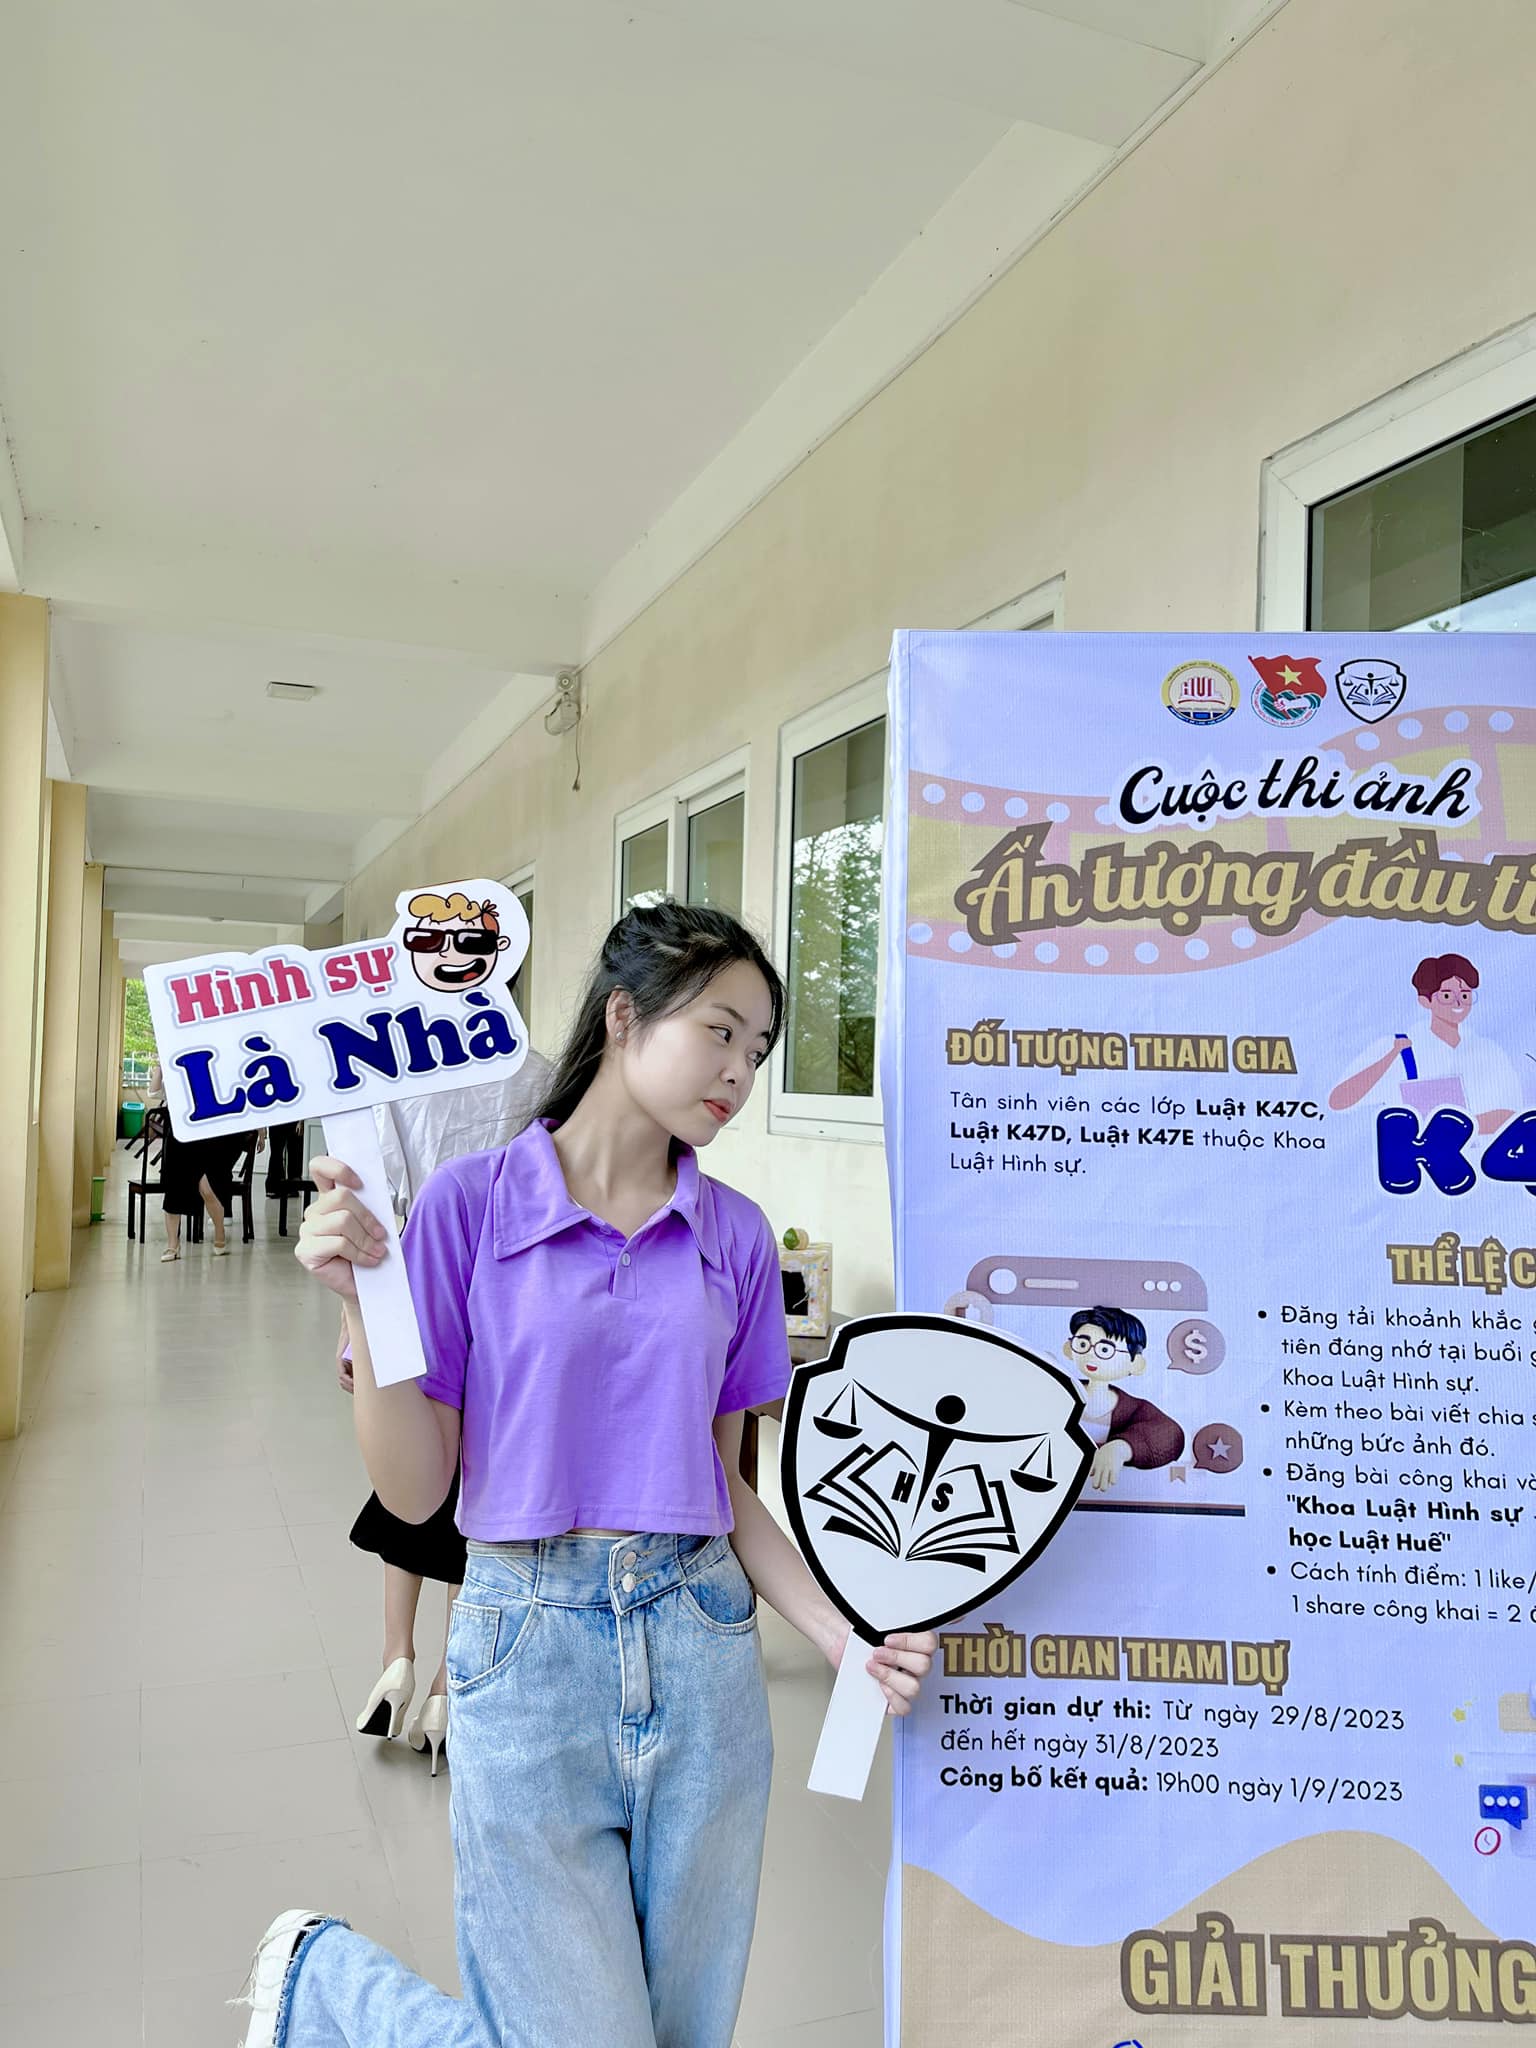 Hình sự
Là Nhà
H S
HUL
Cuộc thi ảnh
Ấn tượng đầu
ĐỐI TƯỢNG THAM GIA
Tân sinh viên các lớp Luật K47C,
Luật K47D, Luật K47E thuộc Khoa
Luật Hình sự.
THỂ LỆ
Đăng tải khoảnh khắc
tiên đáng nhớ tại buổi
Khoa Luật Hình sự.
Kèm theo bài viết chia
những bức ảnh đó.
Đăng bài công khai
"Khoa Luật Hình sự -
học Luật Huế"
Cách tính điểm: 1 like/
1 share công khai = 2
THỜI GIAN THAM DỰ
Thời gian dự thi: Từ ngày 29/8/2023
đến hết ngày 31/8/2023
Công bố kết quả: 19h00 ngày 1/9/2023
GIẢI THƯỞNG